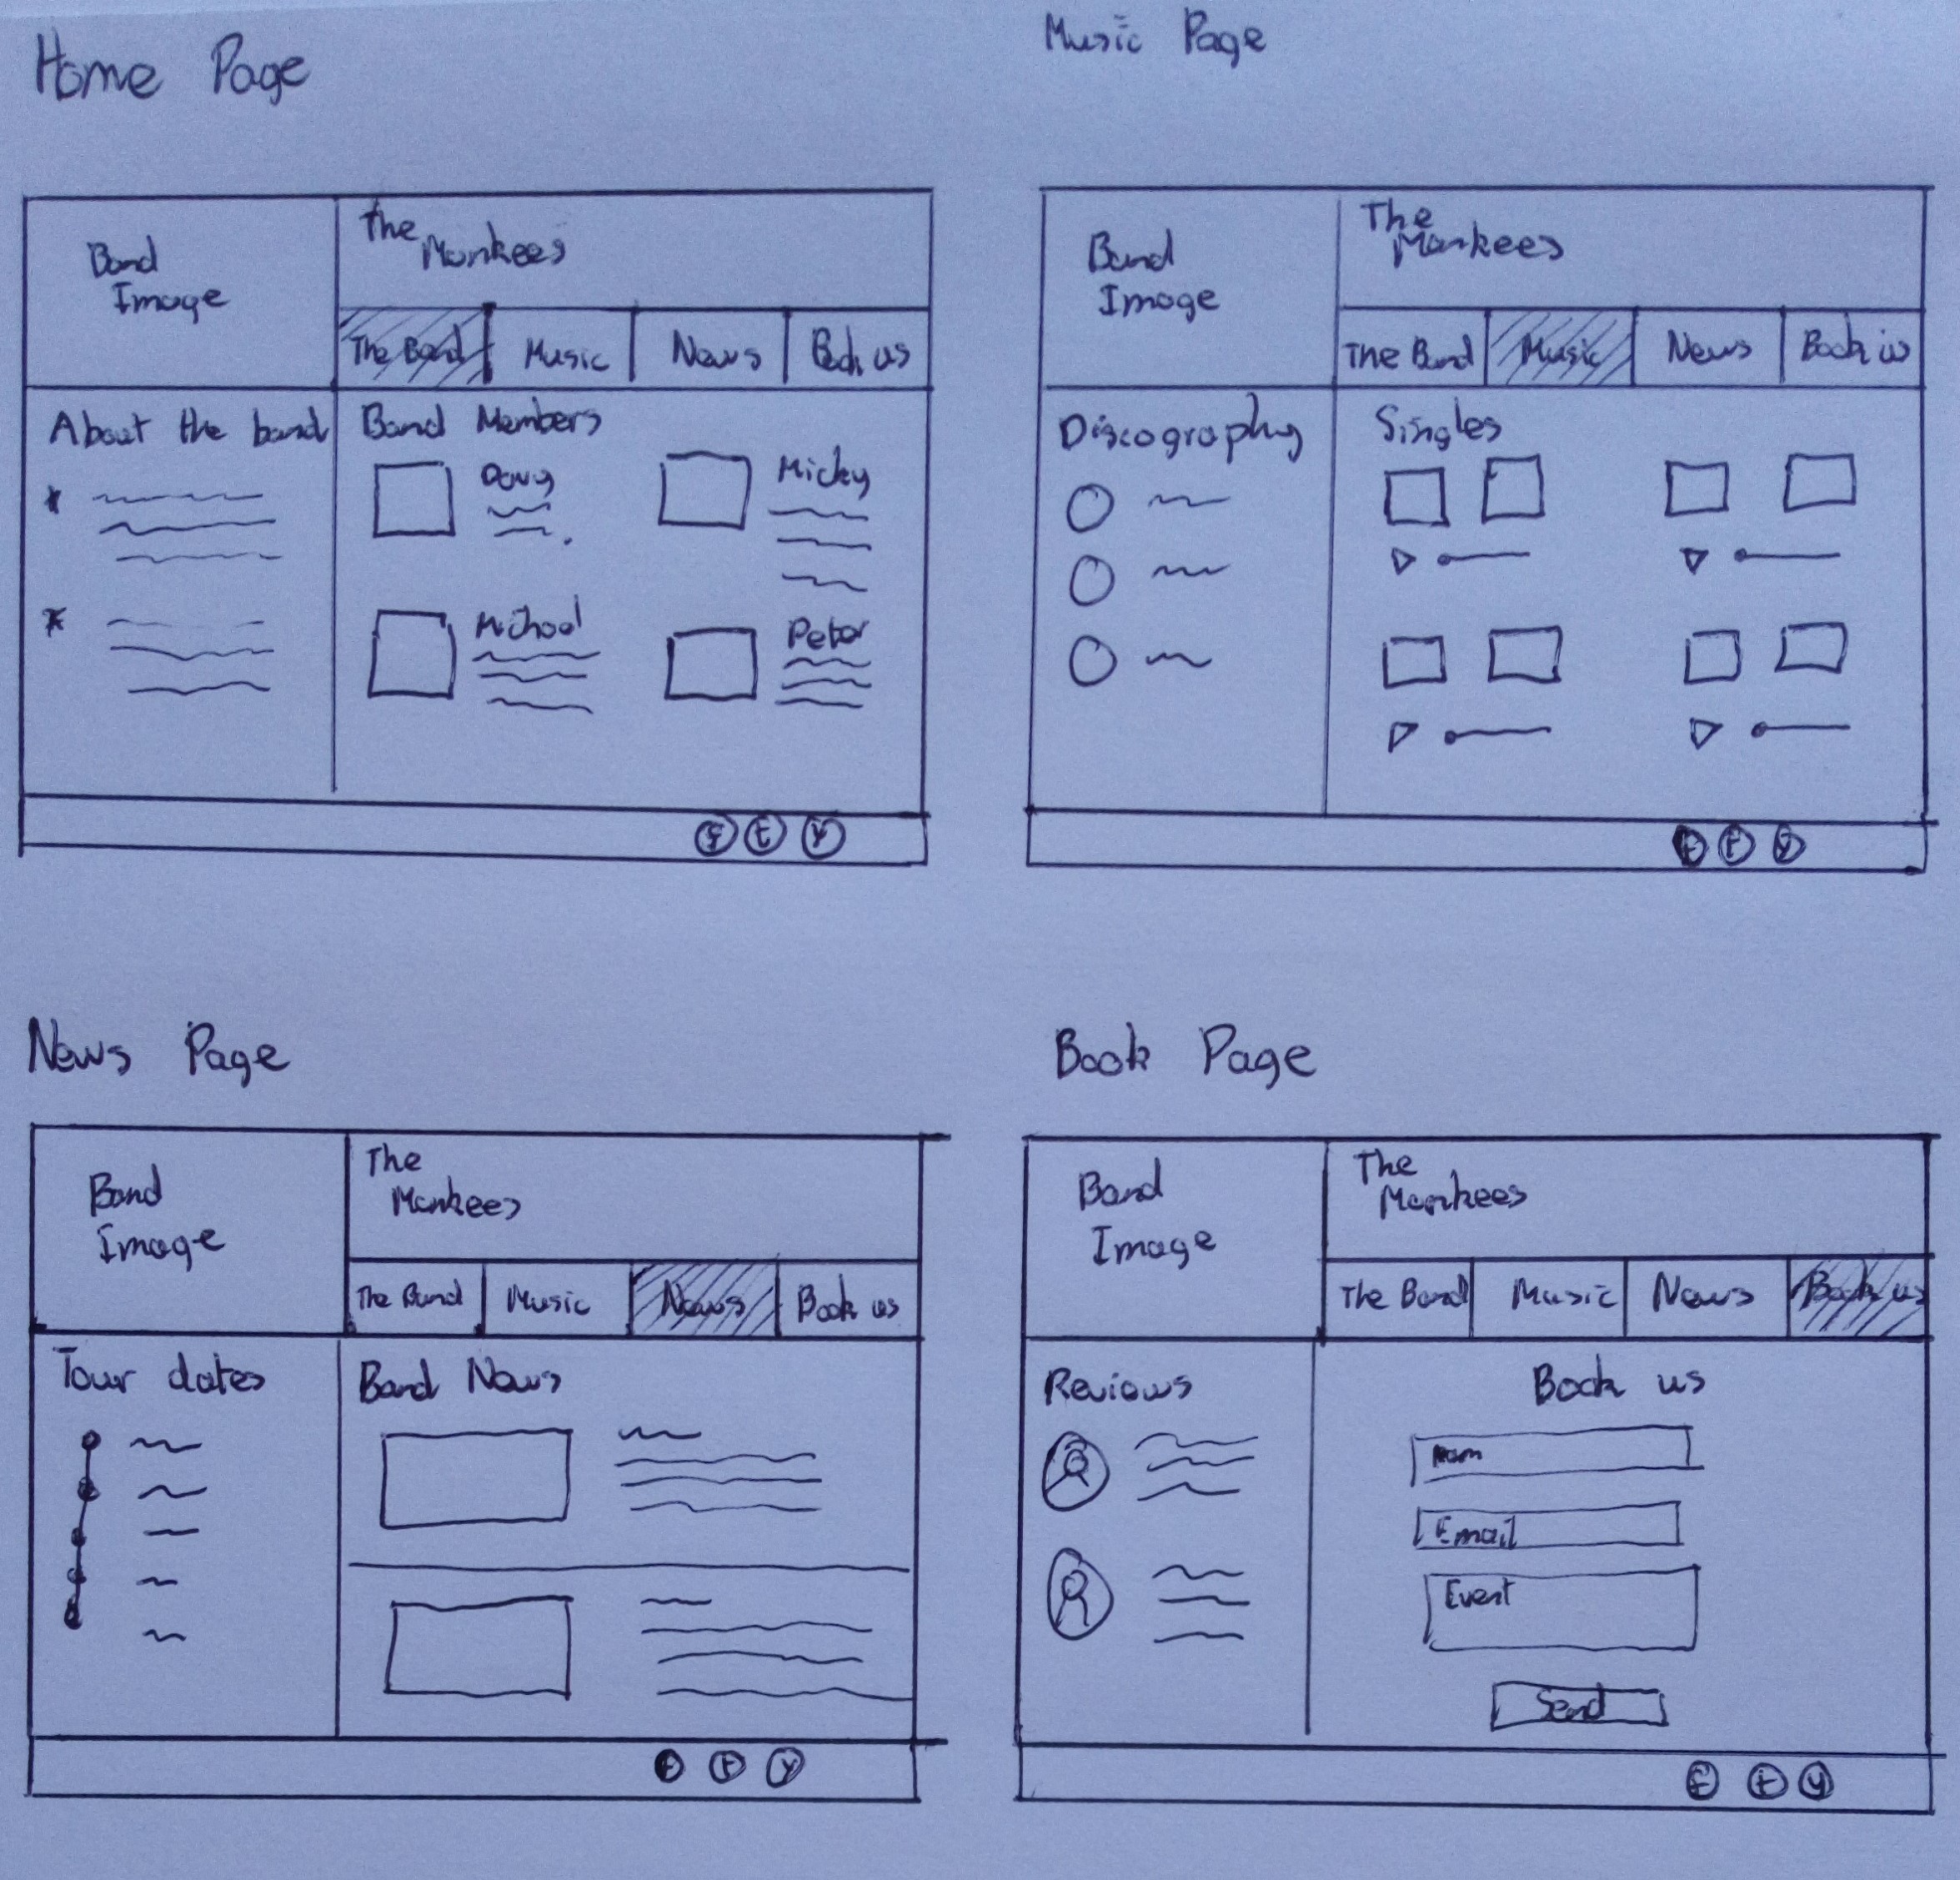 Home Page
The
Monkees
Band
Image
The Band
Music
News
Book us
About the band
Band Members
Davy
Micky
Michael
Peter
f
t
y
Music Page
The
Monkees
Band
Image
The Band
Music
News
Book us
Discography
Singles
t
y
News Page
The
Monkees
Band
Image
The Band
Music
News
Book us
Tour dates
Band News
t
y
Book Page
The
Monkees
Band
Image
The Band
Music
News
Book us
Reviews
Book us
Nam
Email
Event
Send
f
t
y